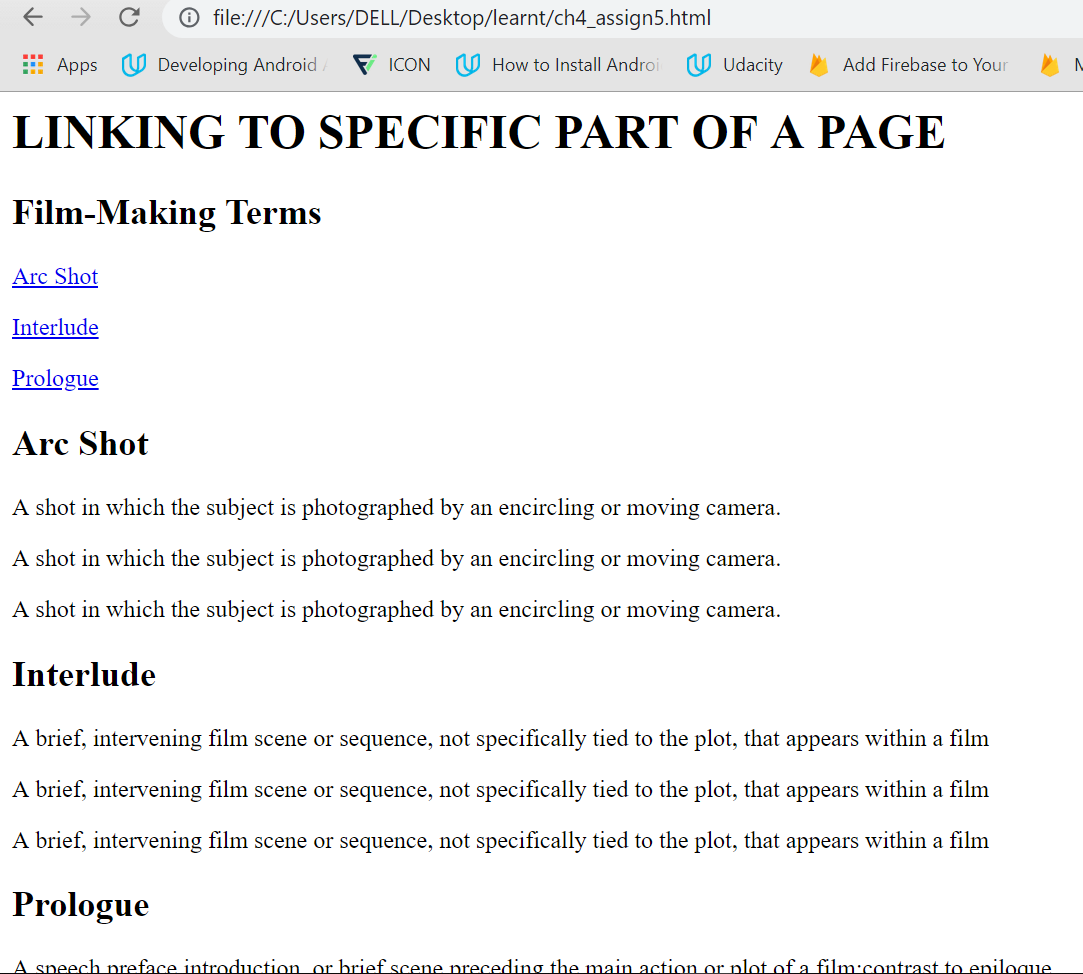 file:///C:/Users/DELL/Desktop/learnt/ch4_assign5.html
Apps Developing Android ICON How to Install Androi Udacity Add Firebase to Your
LINKING TO SPECIFIC PART OF A PAGE
Film-Making Terms
Arc Shot
Interlude
Prologue
Arc Shot
A shot in which the subject is photographed by an encircling or moving camera.
A shot in which the subject is photographed by an encircling or moving camera.
A shot in which the subject is photographed by an encircling or moving camera.
Interlude
A brief, intervening film scene or sequence, not specifically tied to the plot, that appears within a film
A brief, intervening film scene or sequence, not specifically tied to the plot, that appears within a film
A brief, intervening film scene or sequence, not specifically tied to the plot, that appears within a film
Prologue
A speech preface introduction, or brief scene preceding the main action or plot of a film;contrast to epilogue